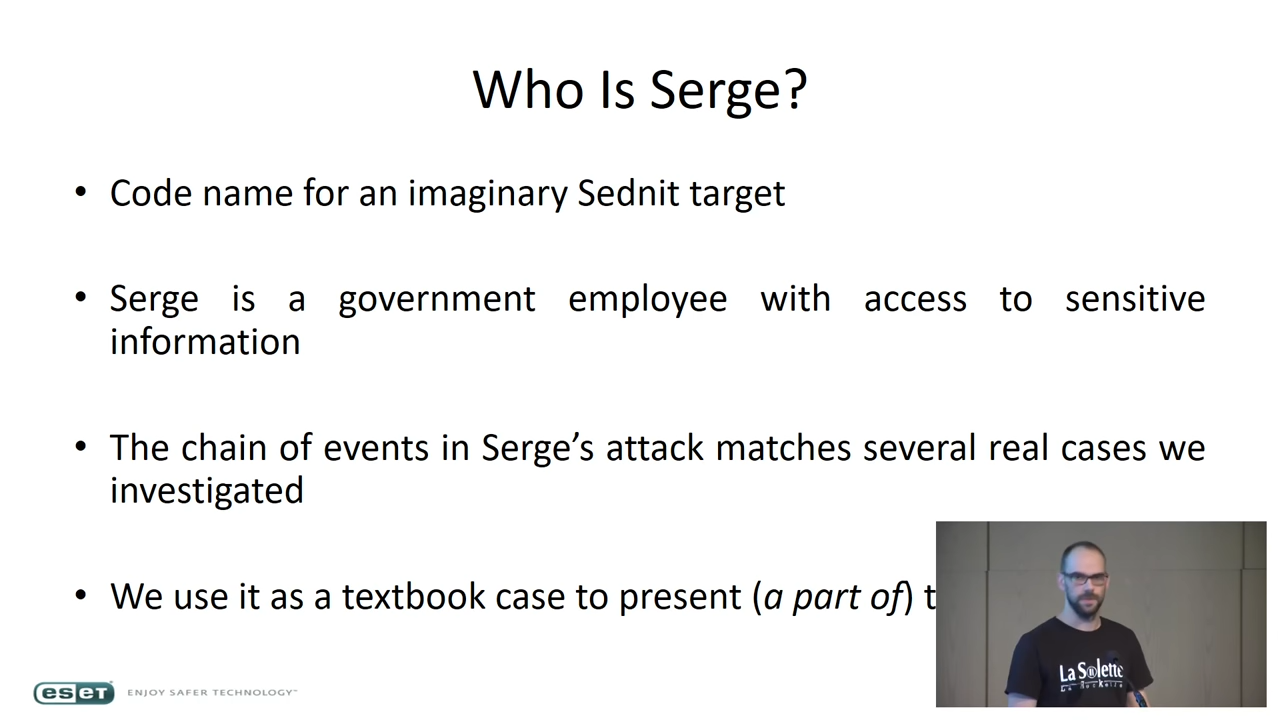 Who Is Serge?
• Code name for an imaginary Sednit target
• Serge is a government employee with access to sensitive
information
• The chain of events in Serge’s attack matches several real cases we
investigated
• We use it as a textbook case to present (a part of) t
La Solette
eset ENJOY SAFER TECHNOLOGY™